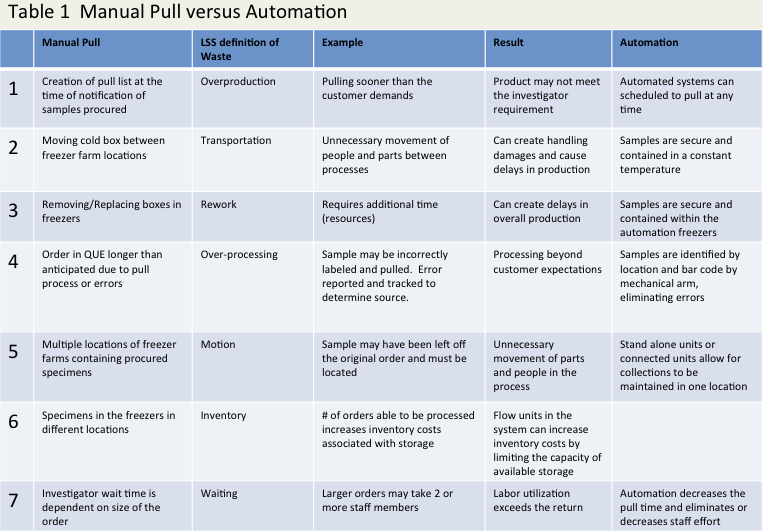 Table 1  Manual Pull versus Automation
Manual Pull
LSS definition of
Waste
Example
Result
Automation
1
Creation of pull list at the
time of notification of
samples procured
Overproduction
Pulling sooner than the
customer demands
Product may not meet
the investigator
requirement
Automated systems can
scheduled to pull at any
time
2
Moving cold box between
freezer farm locations
Transportation
Unnecessary movement of
people and parts between
processes
Can create handling
damages and cause
delays in production
Samples are secure and
contained in a constant
temperature
3
Removing/Replacing boxes in
freezers
Rework
Requires additional time
(resources)
Can create delays in
overall production
Samples are secure and
contained within the
automation freezers
4
Order in QUE longer than
anticipated due to pull
process or errors
Over-processing
Sample may be incorrectly
labeled and pulled.  Error
reported and tracked to
determine source.
Processing beyond
customer expectations
Samples are identified by
location and bar code by
mechanical arm,
eliminating errors
5
Multiple locations of freezer
farms containing procured
specimens
Motion
Sample may have been left off
the original order and must be
located
Unnecessary
movement of parts
and people in the
process
Stand alone units or
connected units allow for
collections to be
maintained in one location
6
Specimens in the freezers in
different locations
Inventory
# of orders able to be processed
increases inventory costs
associated with storage
Flow units in the
system can increase
inventory costs by
limiting the capacity of
available storage
7
Investigator wait time is
dependent on size of the
order
Waiting
Larger orders may take 2 or
more staff members
Labor utilization
exceeds the return
Automation decreases the
pull time and eliminates or
decreases staff effort